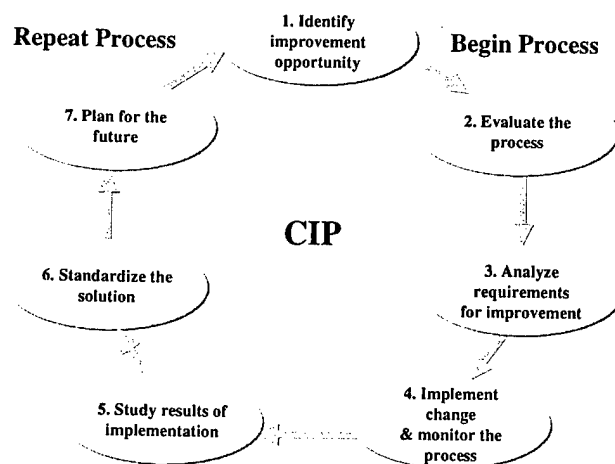 Repeat Process
Begin Process
1. Identify
improvement
opportunity
2. Evaluate the
process
3. Analyze
requirements
for improvement
4. Implement
change
& monitor the
process
5. Study results of
implementation
6. Standardize the
solution
7. Plan for the
future
CIP